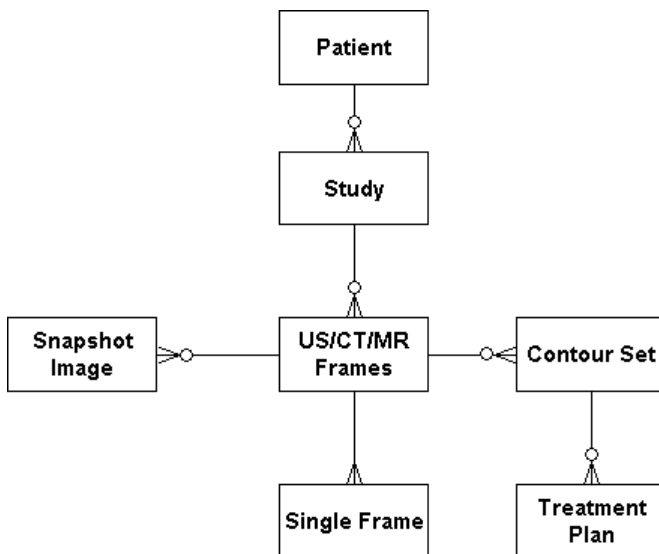 Patient
Study
Snapshot
Image
US/CT/MR
Frames
Contour Set
Single Frame
Treatment
Plan